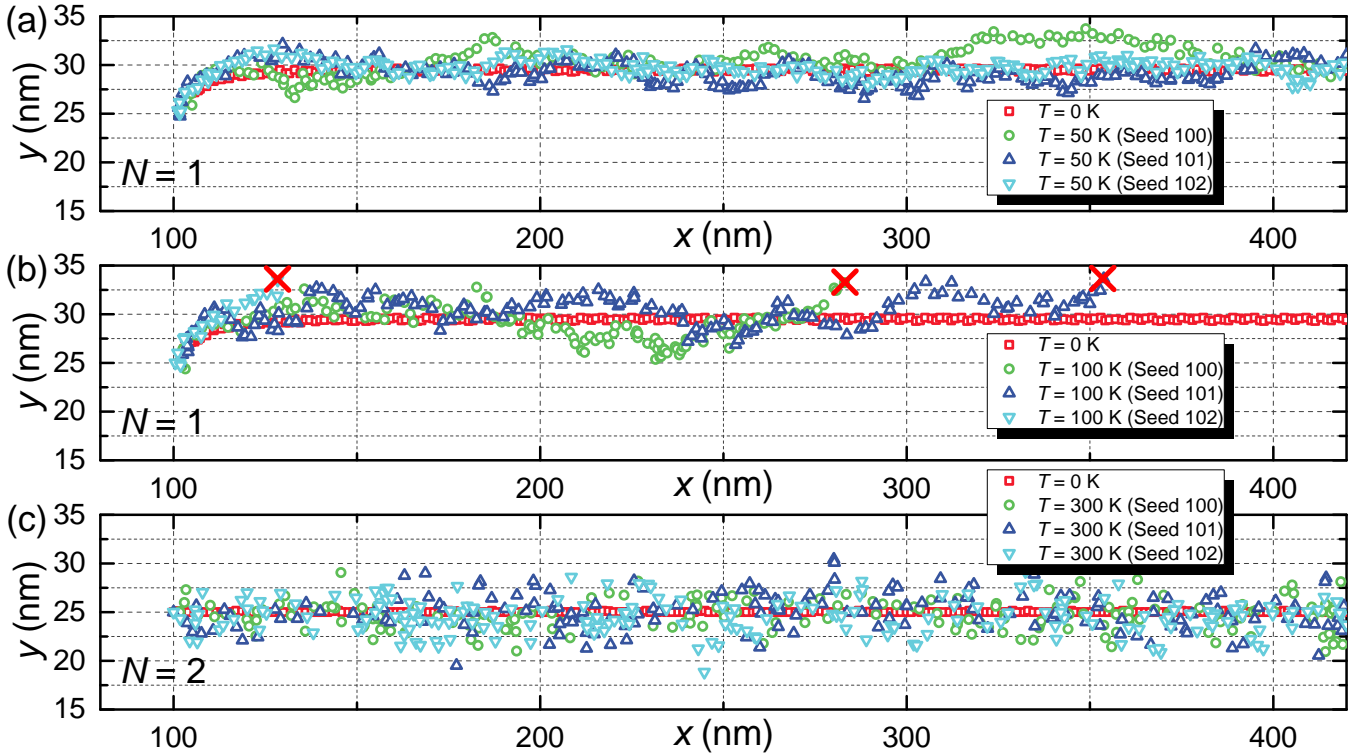 (a)
35
30
25
20
15
y (nm)
N = 1
T = 0 K
T = 50 K (Seed 100)
T = 50 K (Seed 101)
T = 50 K (Seed 102)
100
200
300
400
x (nm)
(b)
35
30
25
20
15
y (nm)
N = 1
T = 0 K
T = 100 K (Seed 100)
T = 100 K (Seed 101)
T = 100 K (Seed 102)
100
200
300
400
x (nm)
(c)
35
30
25
20
15
y (nm)
N = 2
T = 0 K
T = 300 K (Seed 100)
T = 300 K (Seed 101)
T = 300 K (Seed 102)
100
200
300
400
x (nm)